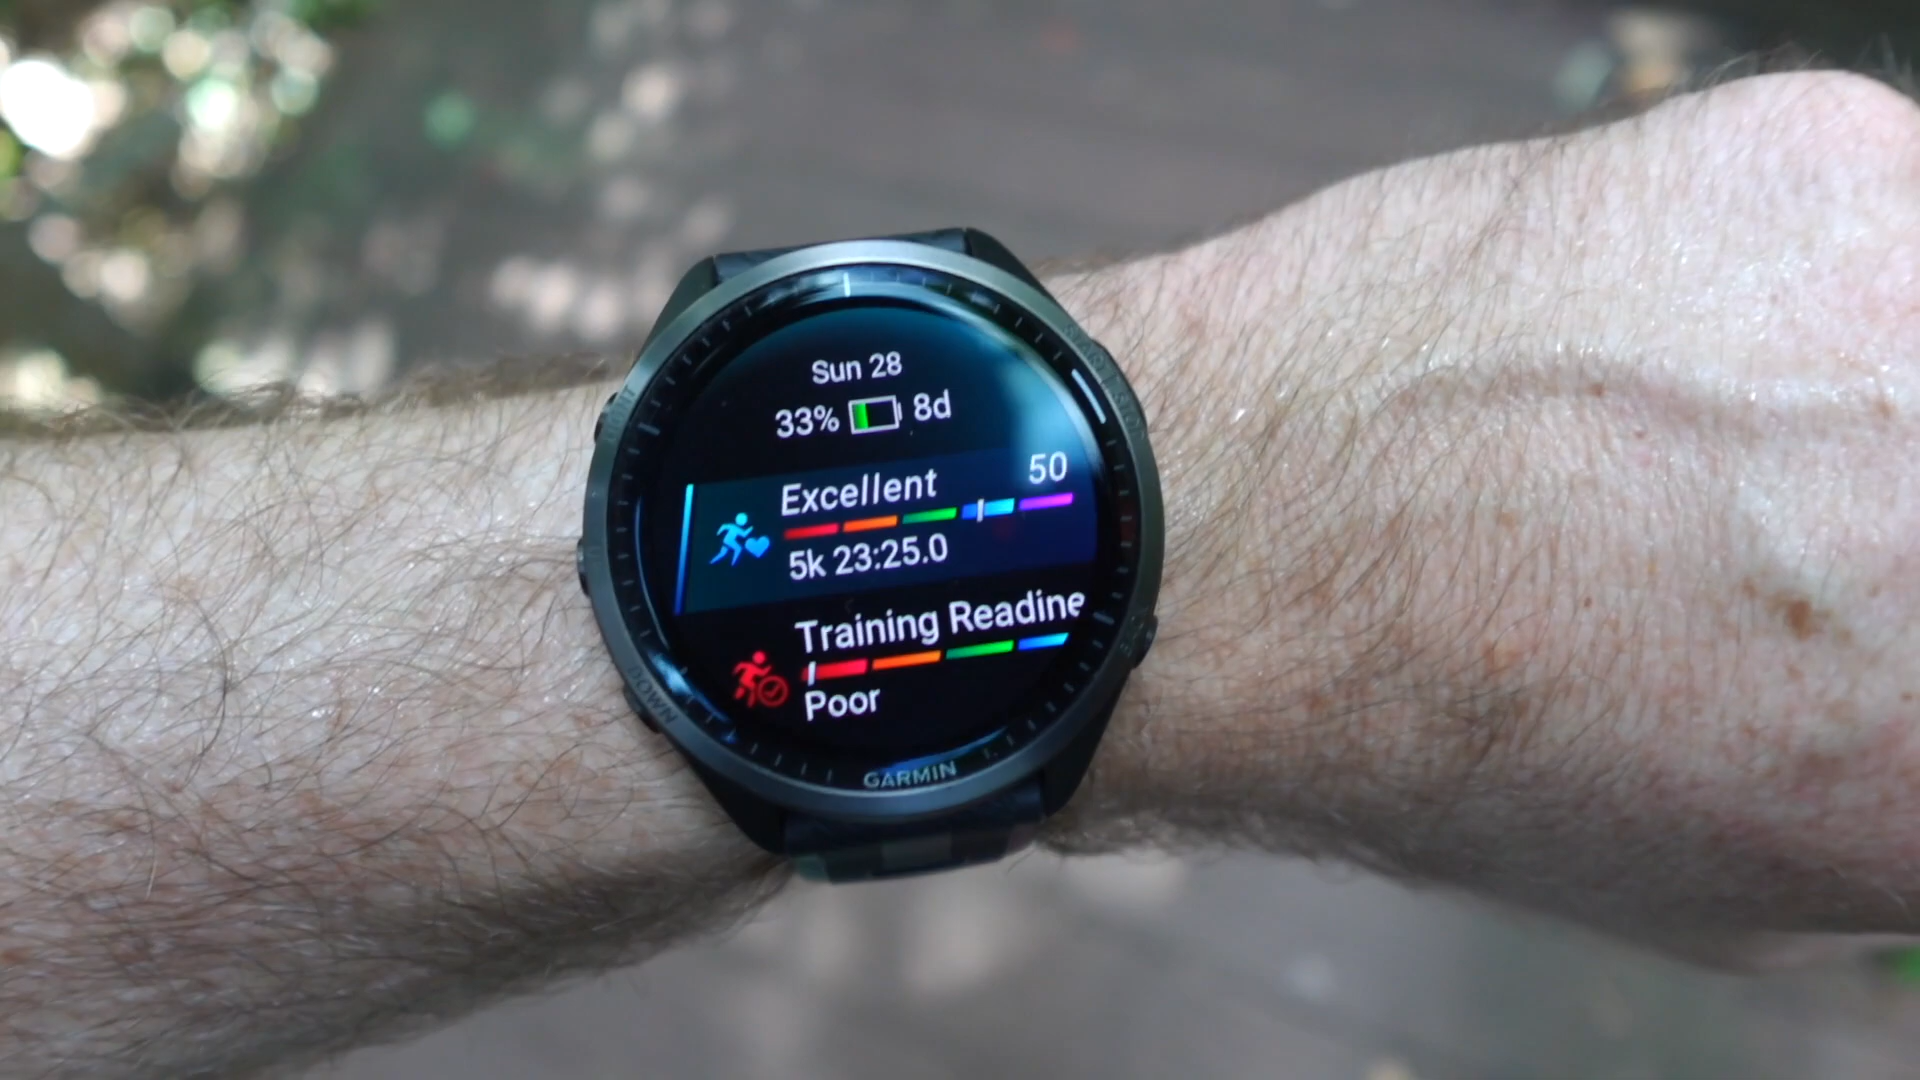 Sun 28
33% 8d
Excellent 50
5k 23:25.0
Training Readine
Poor
DOWN
GARMIN